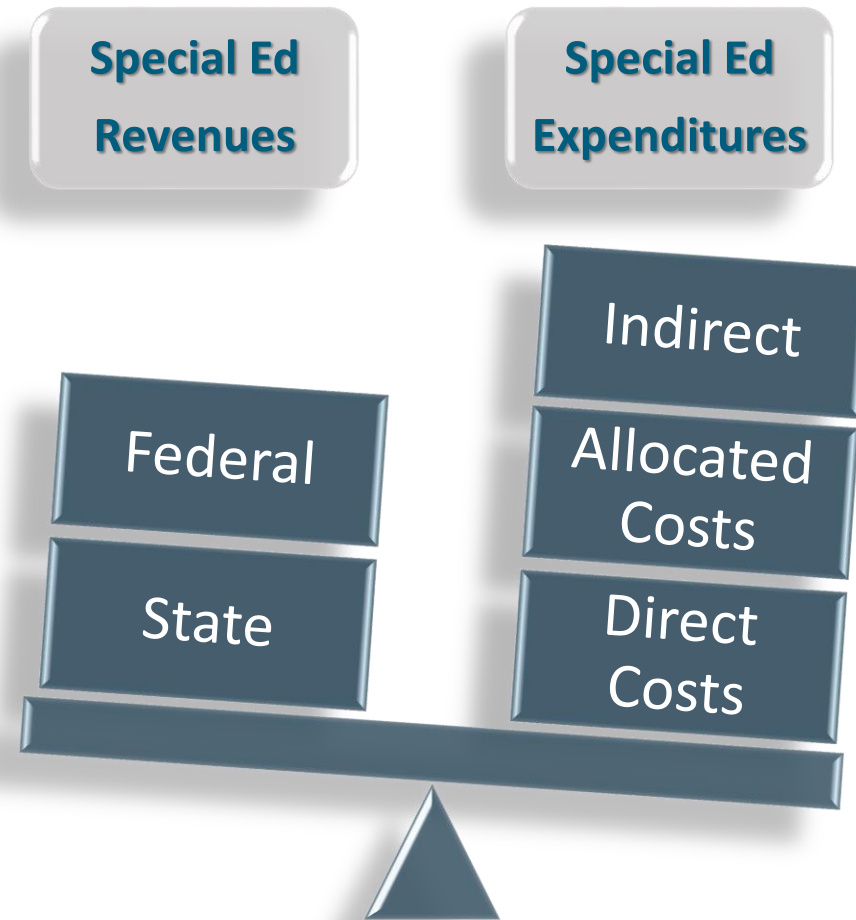 Special Ed
Revenues
Special Ed
Expenditures
Federal
State
Indirect
Allocated
Costs
Direct
Costs